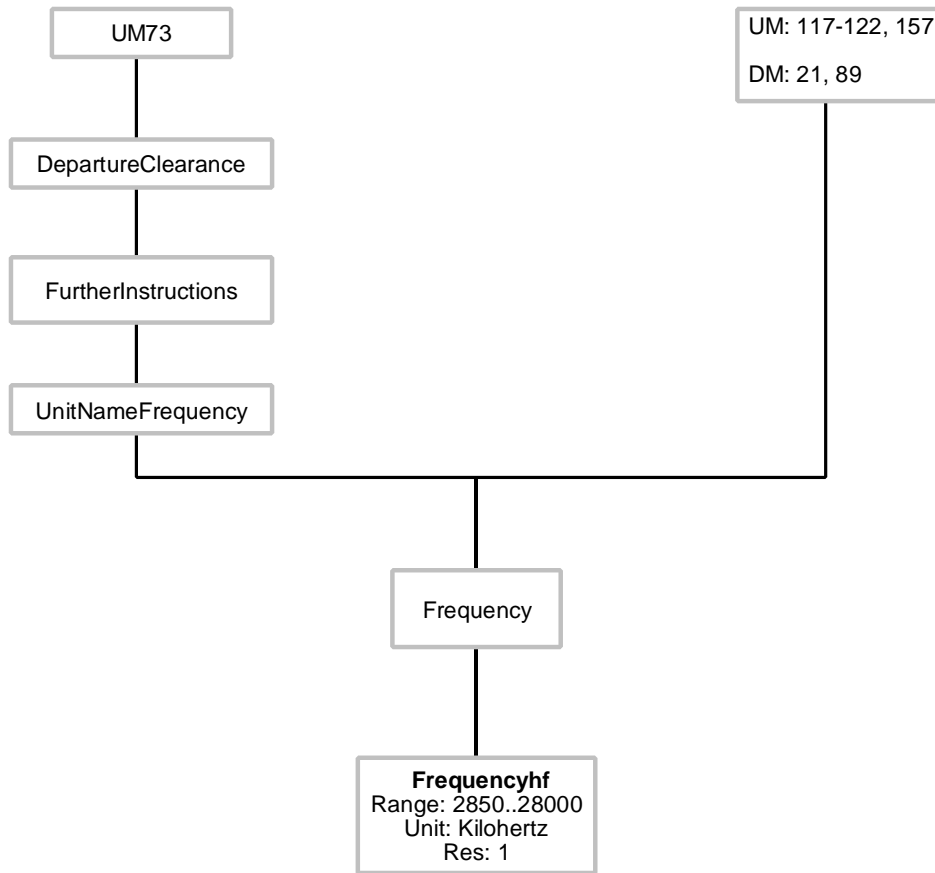 UM73
UM: 117-122, 157
DM: 21, 89
DepartureClearance
FurtherInstructions
UnitNameFrequency
Frequency
Frequencyhf
Range: 2850..28000
Unit: Kilohertz
Res: 1